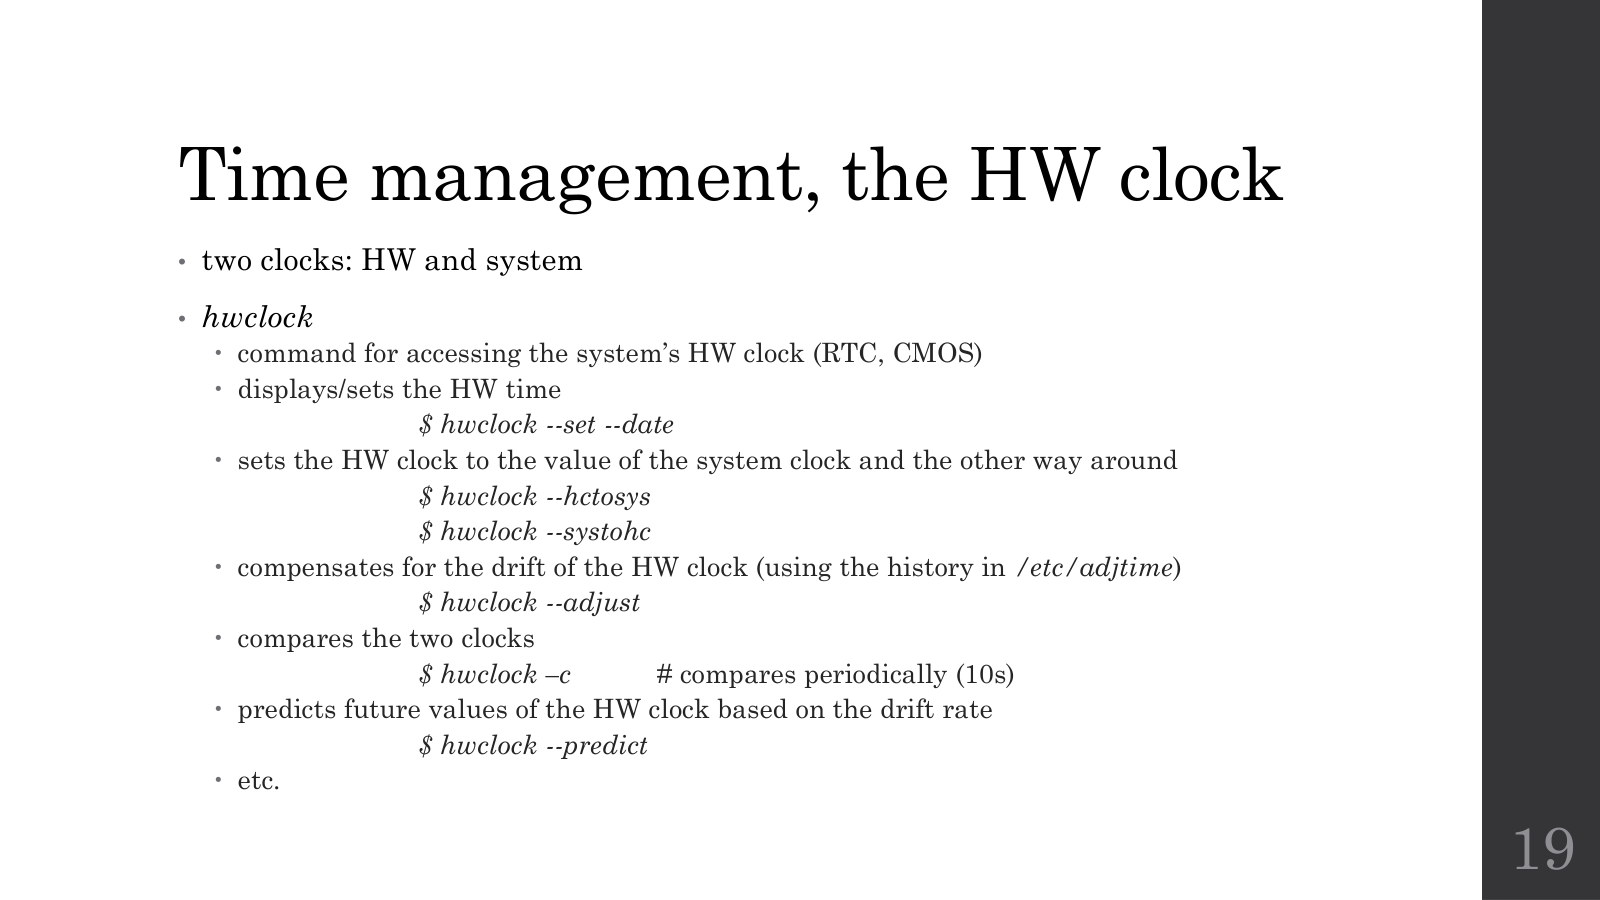 Time management, the HW clock
• two clocks: HW and system
• hwclock
• command for accessing the system’s HW clock (RTC, CMOS)
• displays/sets the HW time
$ hwclock --set --date
• sets the HW clock to the value of the system clock and the other way around
$ hwclock --hctosys
$ hwclock --systohc
• compensates for the drift of the HW clock (using the history in /etc/adjtime)
$ hwclock --adjust
• compares the two clocks
$ hwclock –c # compares periodically (10s)
• predicts future values of the HW clock based on the drift rate
$ hwclock --predict
• etc.
19